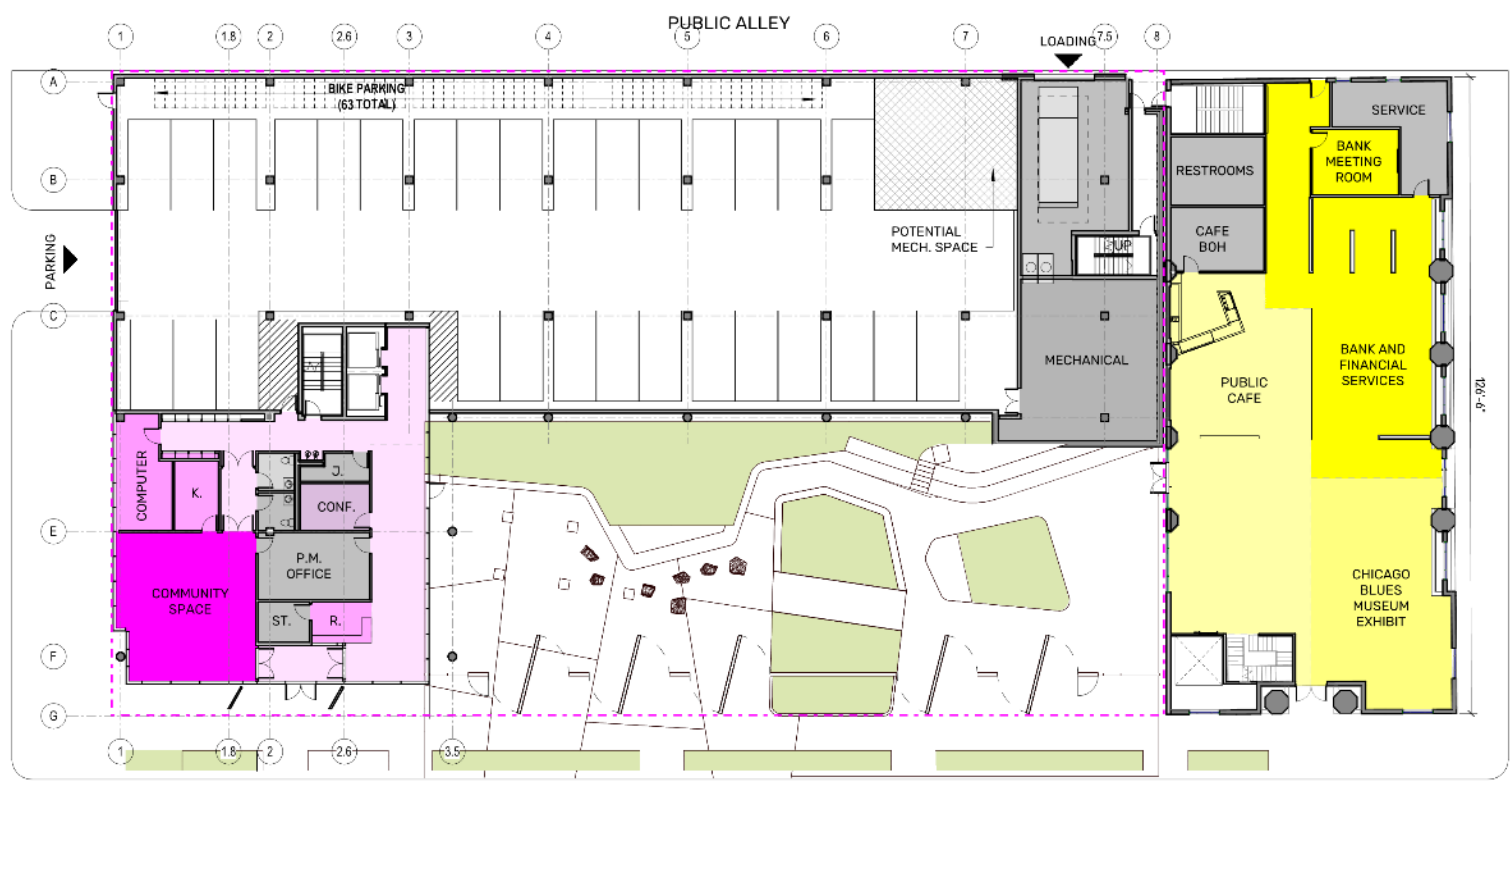 PUBLIC ALLEY
1
1.8
2
2.6
3
4
5
6
7
7.5
8
LOADING
A
BIKE PARKING
(63 TOTAL)
SERVICE
BANK
MEETING
ROOM
B
RESTROOMS
PARKING
POTENTIAL
MECH. SPACE
UP
CAFE
BOH
C
MECHANICAL
BANK AND
FINANCIAL
SERVICES
PUBLIC
CAFE
126'-6"
COMPUTER
K.
J.
CONF.
E
P.M.
OFFICE
COMMUNITY
SPACE
ST.
R.
CHICAGO
BLUES
MUSEUM
EXHIBIT
F
G
1
1.8
2
2.6
3.5